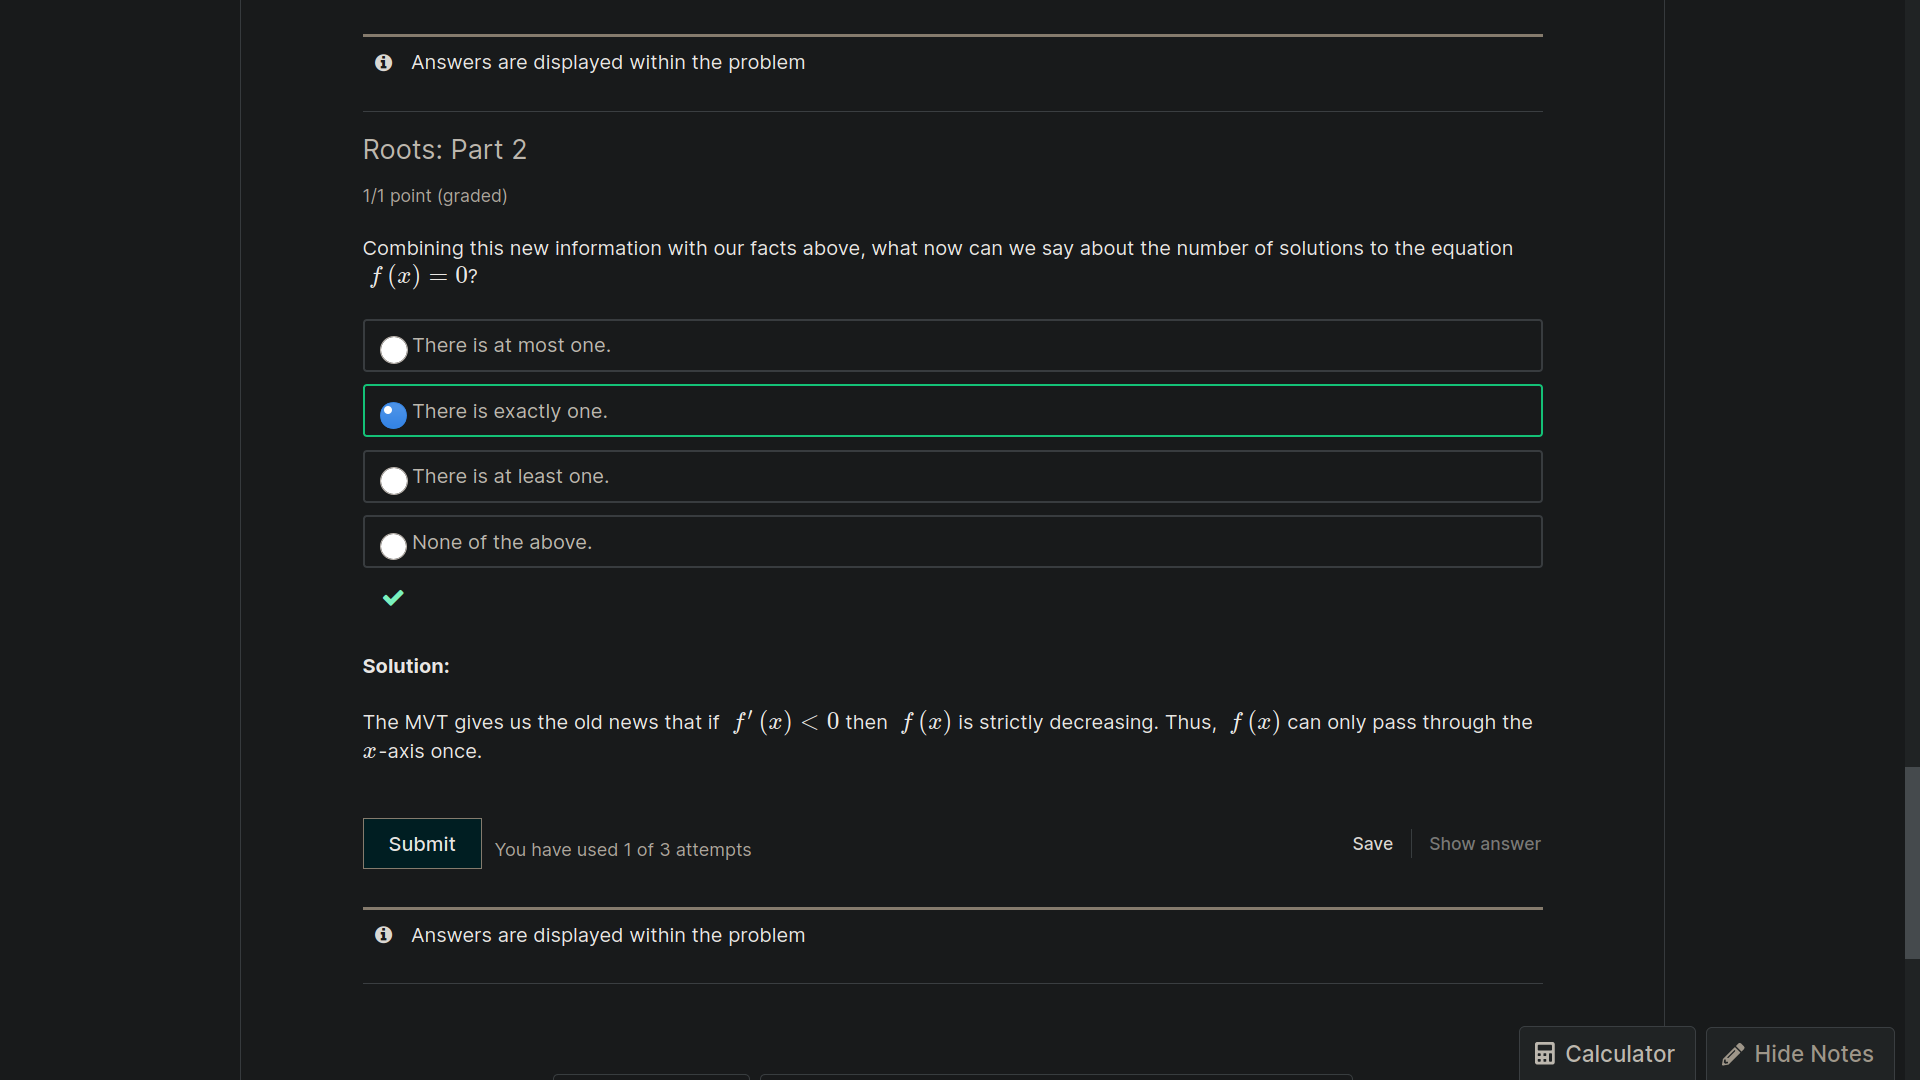 Answers are displayed within the problem
Roots: Part 2
1/1 point (graded)
Combining this new information with our facts above, what now can we say about the number of solutions to the equation
f (x) = 0?
There is at most one.
There is exactly one.
There is at least one.
None of the above.
Solution:
The MVT gives us the old news that if f′ (x) < 0 then f (x) is strictly decreasing. Thus, f (x) can only pass through the
x-axis once.
Submit
You have used 1 of 3 attempts
Save
Show answer
Answers are displayed within the problem
Calculator
Hide Notes